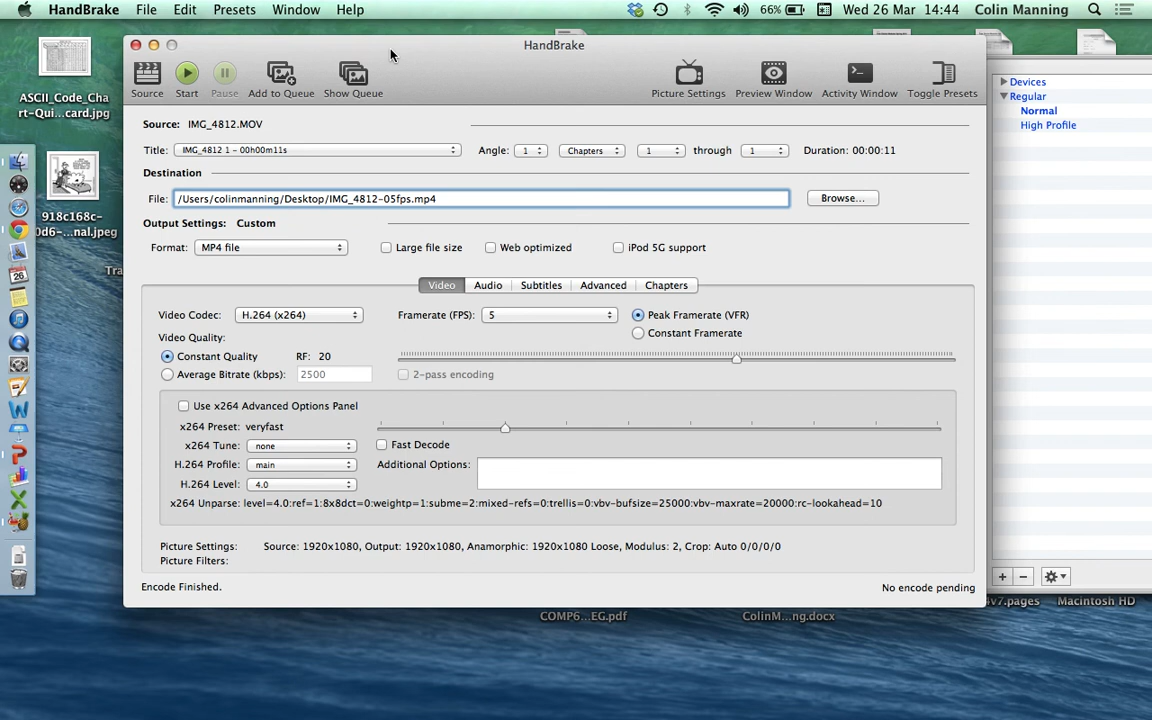 HandBrake File Edit Presets Window Help 66% Wed 26 Mar 14:44 Colin Manning
HandBrake
Source Start Pause Add to Queue Show Queue Picture Settings Preview Window Activity Window Toggle Presets
ASCII_Code_Cha
rt-Qui...card.jpg
918c168c-
0d6-...nal.jpeg
Tra
Source: IMG_4812.MOV
Title: IMG_4812 1 - 00h00m11s Angle: 1 Chapters 1 through 1 Duration: 00:00:11
Destination
File: /Users/colinmanning/Desktop/IMG_4812-05fps.mp4 Browse...
Output Settings: Custom
Format: MP4 file Large file size Web optimized iPod 5G support
Video Audio Subtitles Advanced Chapters
Video Codec: H.264 (x264) Framerate (FPS): 5 Peak Framerate (VFR)
Constant Framerate
Video Quality:
Constant Quality RF: 20
Average Bitrate (kbps): 2500 2-pass encoding
Use x264 Advanced Options Panel
x264 Preset: veryfast
x264 Tune: none Fast Decode
H.264 Profile: main Additional Options:
H.264 Level: 4.0
x264 Unparse: level=4.0:ref=1:8x8dct=0:weightp=1:subme=2:mixed-refs=0:trellis=0:vbv-bufsize=25000:vbv-maxrate=20000:rc-lookahead=10
Picture Settings: Source: 1920x1080, Output: 1920x1080, Anamorphic: 1920x1080 Loose, Modulus: 2, Crop: Auto 0/0/0/0
Picture Filters:
Encode Finished. No encode pending
Devices
Regular
Normal
High Profile
COMP6...EG.pdf ColinM...ng.docx 4v7.pages Macintosh HD
26